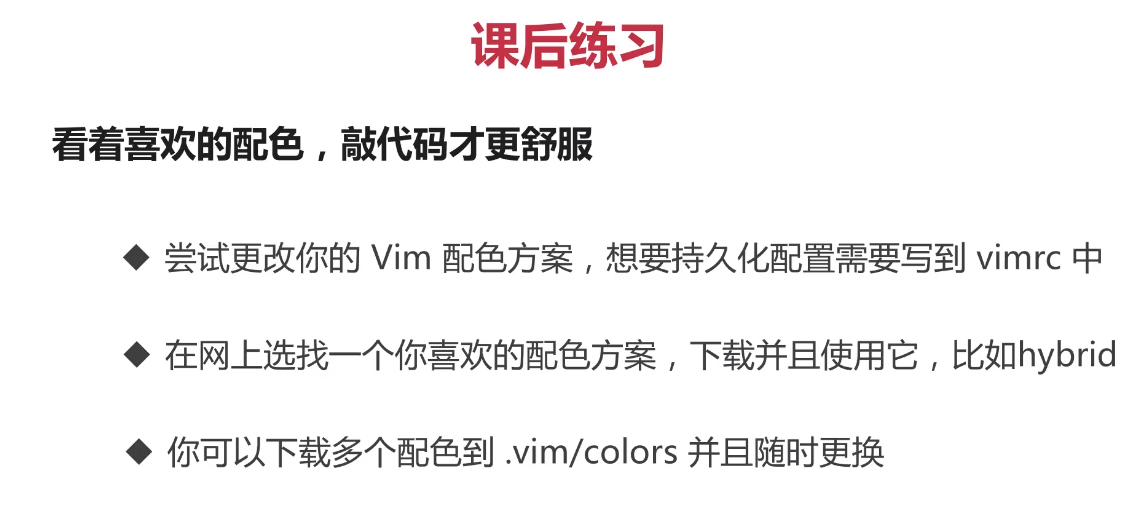 课后练习
看着喜欢的配色，敲代码才更舒服
◆ 尝试更改你的 Vim 配色方案，想要持久化配置需要写到 vimrc 中
◆ 在网上选找一个你喜欢的配色方案，下载并且使用它，比如hybrid
◆ 你可以下载多个配色到 .vim/colors 并且随时更换